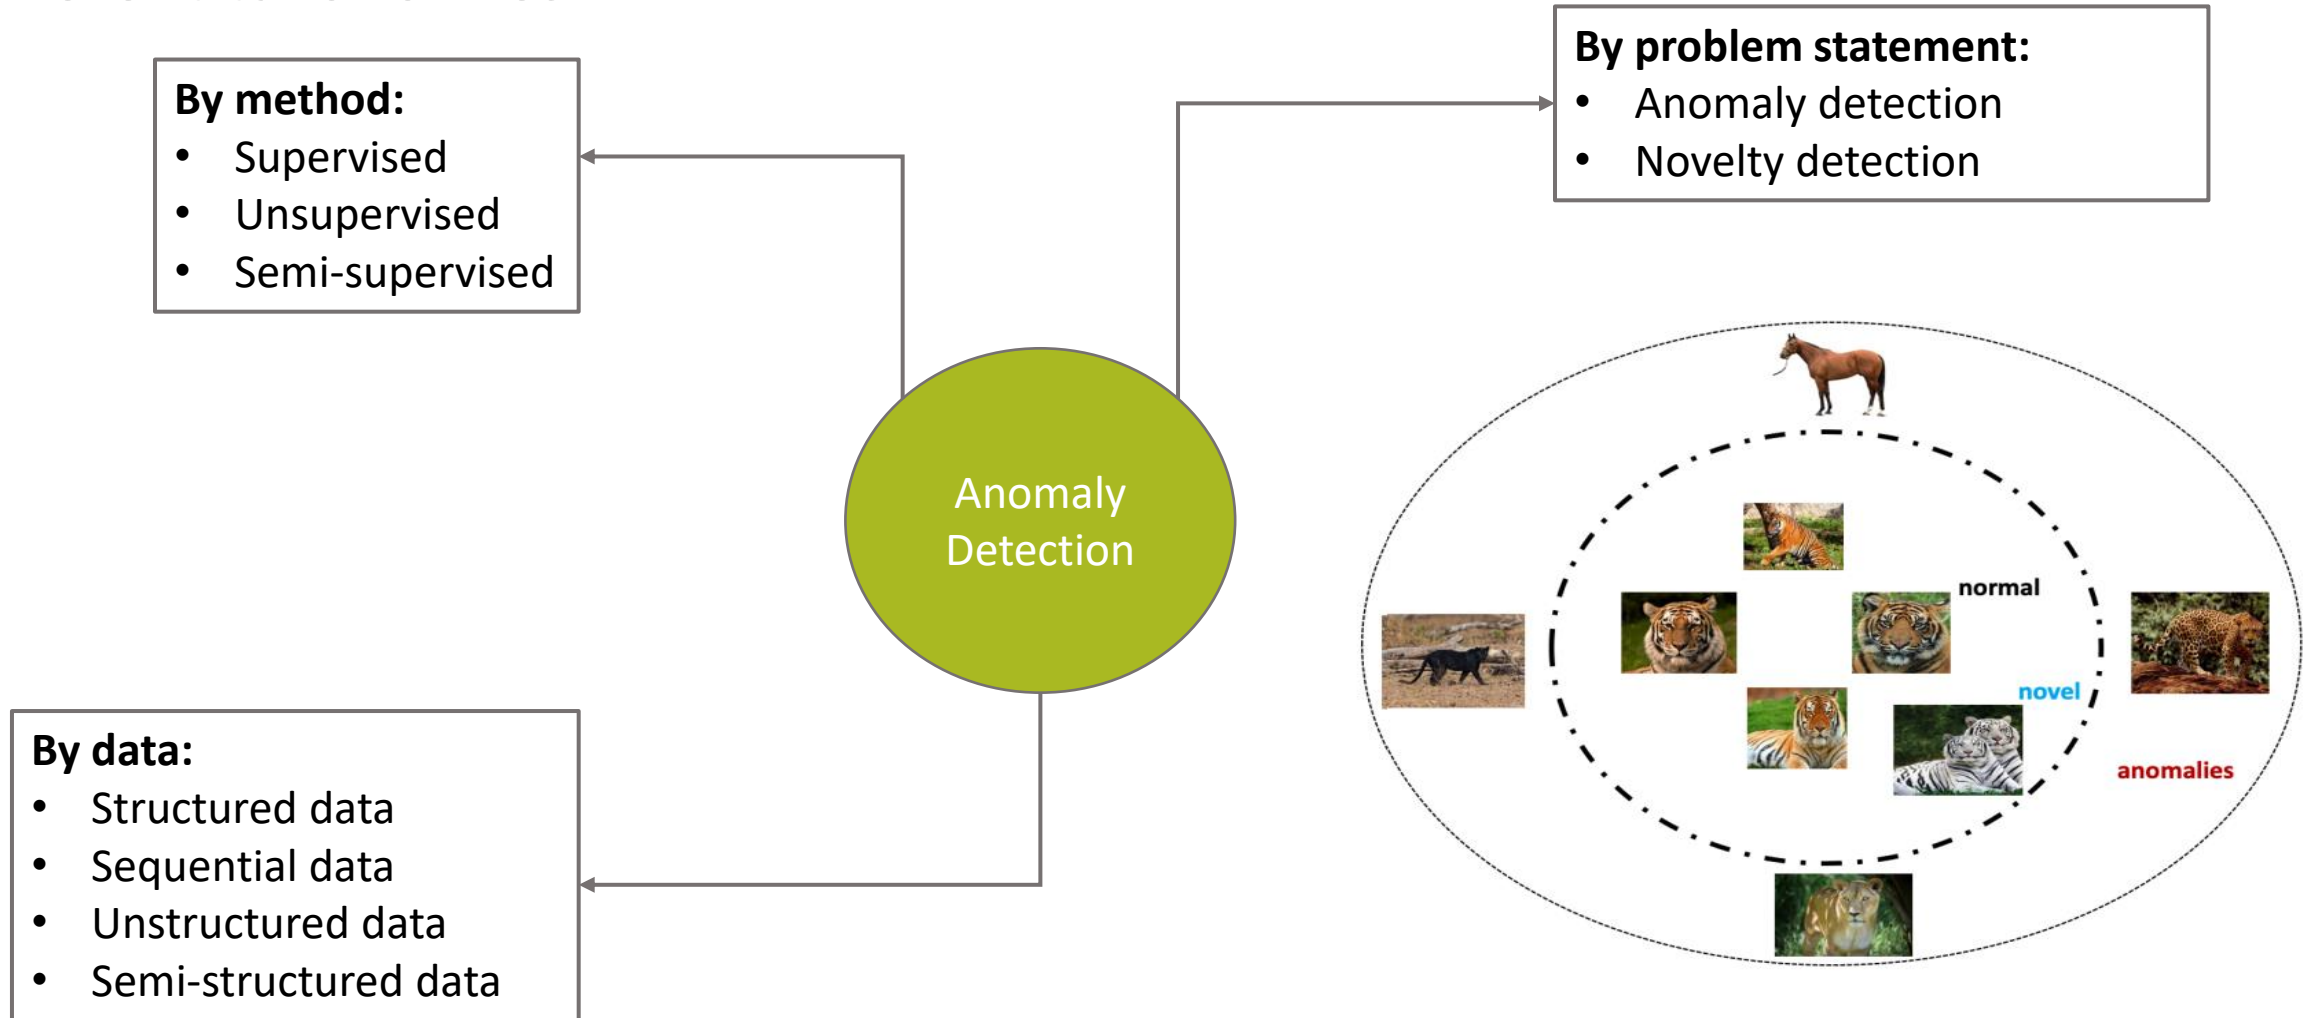 By method:
• Supervised
• Unsupervised
• Semi-supervised
By problem statement:
• Anomaly detection
• Novelty detection
Anomaly
Detection
normal
novel
anomalies
By data:
• Structured data
• Sequential data
• Unstructured data
• Semi-structured data